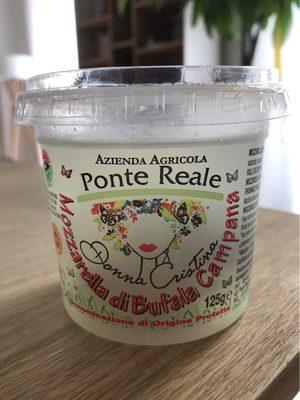 AZIENDA AGRICOLA
Ponte Reale
Donna Cristina
Mozzarella di Bufala Campana
125g e
Denominazione di Origine Protetta